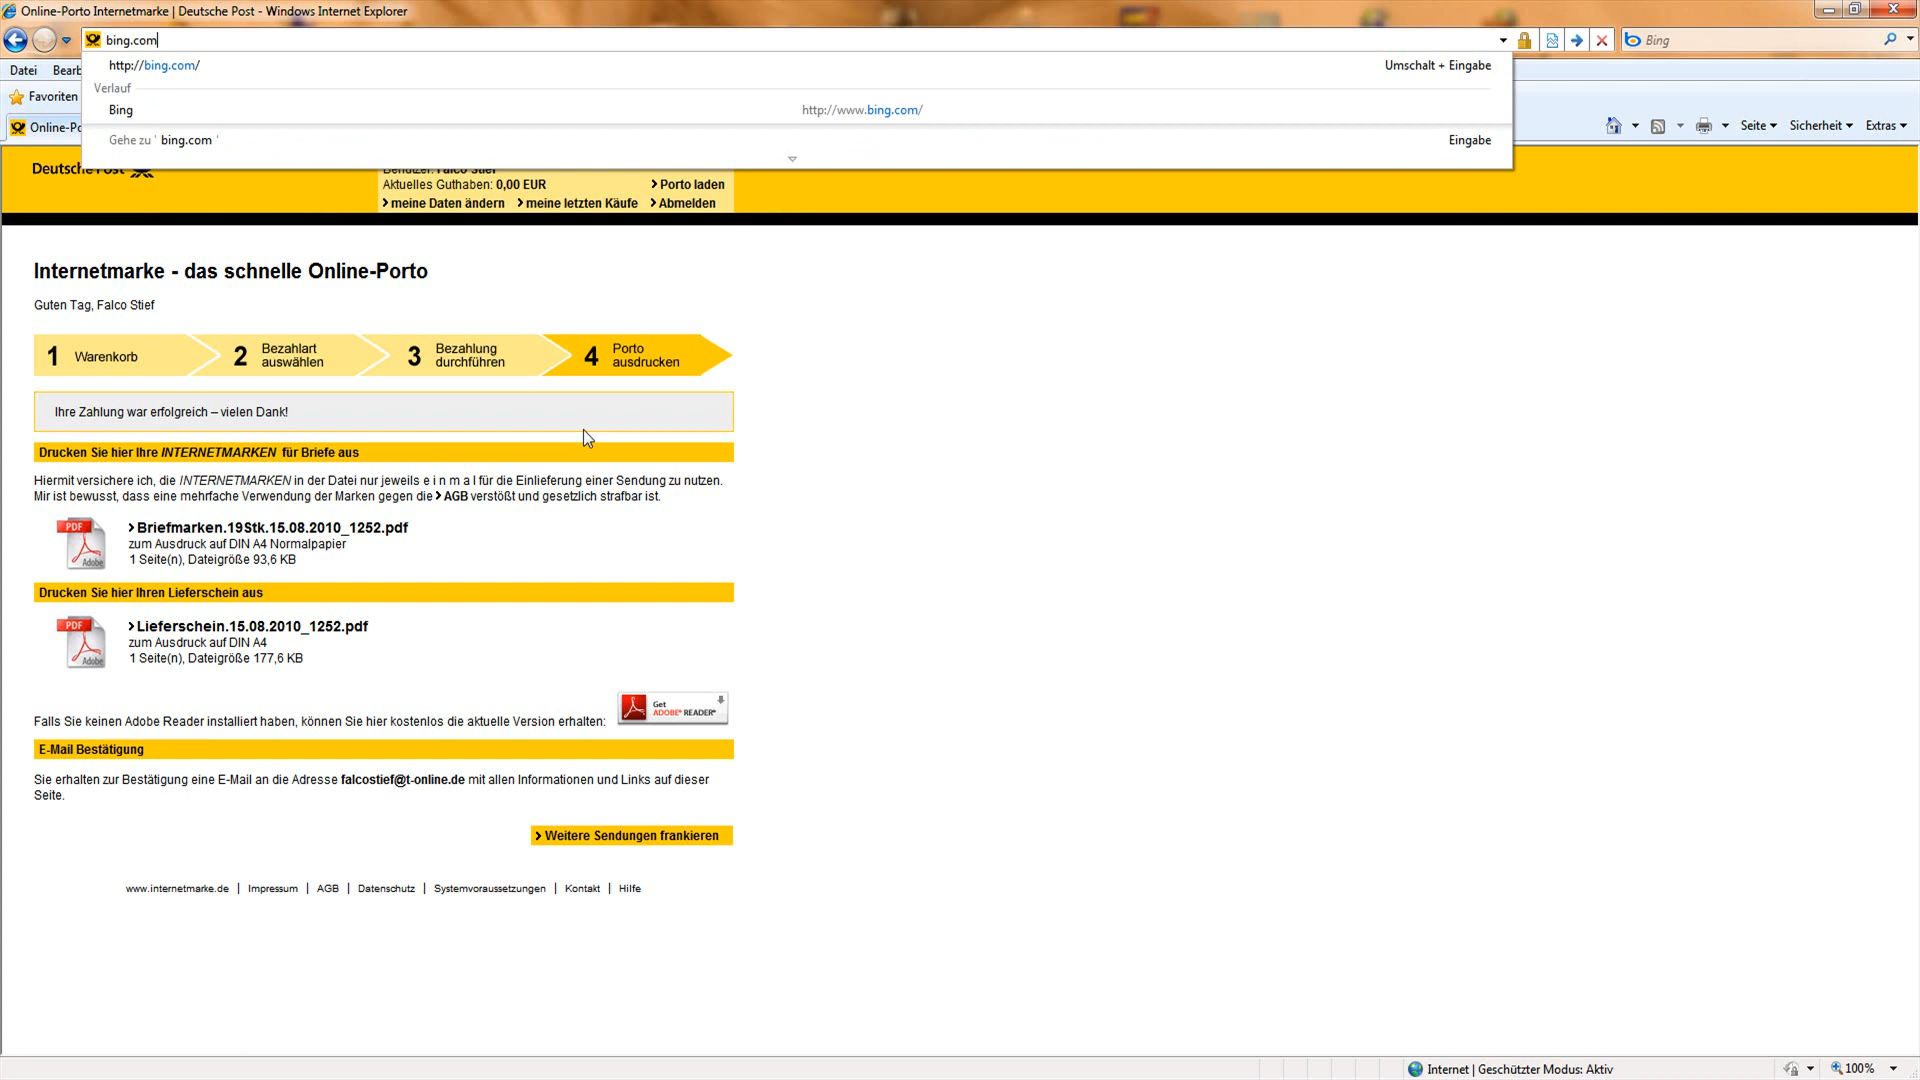 Online-Porto Internetmarke | Deutsche Post - Windows Internet Explorer
bing.com
Bing
http://bing.com/ Umschalt + Eingabe
Verlauf
Bing http://www.bing.com/
Gehe zu ' bing.com ' Eingabe
Datei Bearb
Favoriten
Online-Po
Seite Sicherheit Extras
Deutsche Post
Benutzer: Falco Stief
Aktuelles Guthaben: 0,00 EUR Porto laden
meine Daten ändern meine letzten Käufe Abmelden
Internetmarke - das schnelle Online-Porto
Guten Tag, Falco Stief
1 Warenkorb
2 Bezahlart auswählen
3 Bezahlung durchführen
4 Porto ausdrucken
Ihre Zahlung war erfolgreich – vielen Dank!
Drucken Sie hier Ihre INTERNETMARKEN für Briefe aus
Hiermit versichere ich, die INTERNETMARKEN in der Datei nur jeweils e i n m a l für die Einlieferung einer Sendung zu nutzen.
Mir ist bewusst, dass eine mehrfache Verwendung der Marken gegen die AGB verstößt und gesetzlich strafbar ist.
PDF
Adobe
Briefmarken.19Stk.15.08.2010_1252.pdf
zum Ausdruck auf DIN A4 Normalpapier
1 Seite(n), Dateigröße 93,6 KB
Drucken Sie hier Ihren Lieferschein aus
PDF
Adobe
Lieferschein.15.08.2010_1252.pdf
zum Ausdruck auf DIN A4
1 Seite(n), Dateigröße 177,6 KB
Get
ADOBE® READER®
Falls Sie keinen Adobe Reader installiert haben, können Sie hier kostenlos die aktuelle Version erhalten:
E-Mail Bestätigung
Sie erhalten zur Bestätigung eine E-Mail an die Adresse falcostief@t-online.de mit allen Informationen und Links auf dieser
Seite.
Weitere Sendungen frankieren
www.internetmarke.de | Impressum | AGB | Datenschutz | Systemvoraussetzungen | Kontakt | Hilfe
Internet | Geschützter Modus: Aktiv
100%